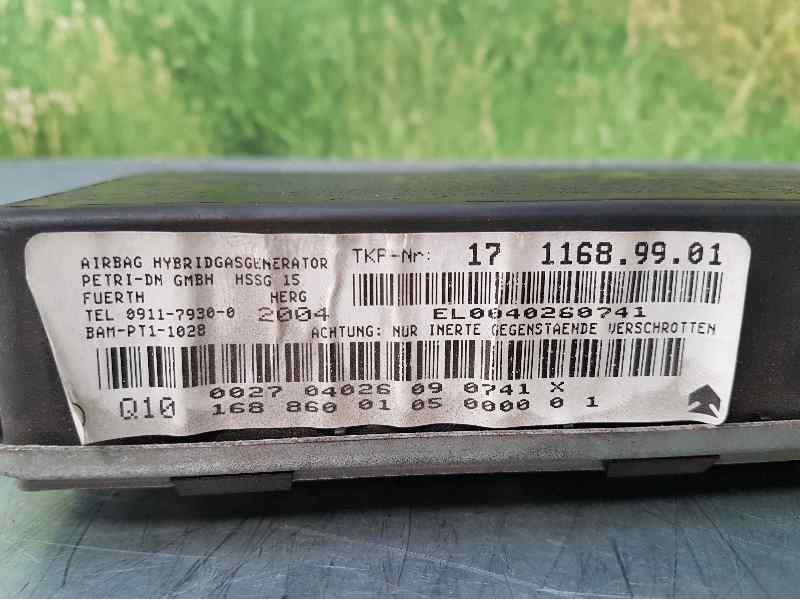 AIRBAG HYBRIDGASGENERATOR TKP-Nr: 17 1168.99.01
PETRI-DN GMBH HSSG 15
FUERTH HERG
TEL 0911-7930-0 2004 EL0040260741
BAM-PT1-1028 ACHTUNG: NUR INERTE GEGENSTAENDE VERSCHROTTEN
0027 04026 09 0741 X
Q10 168 860 01 05 0000 0 1